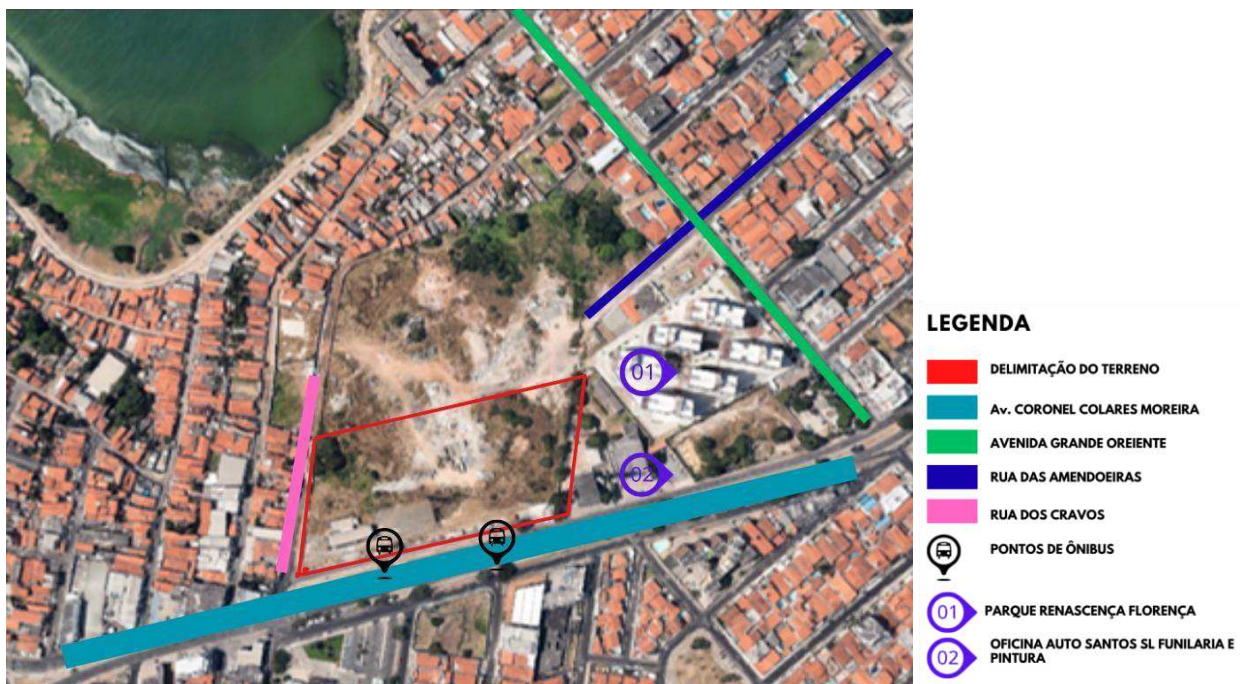 01
02
LEGENDA
DELIMITAÇÃO DO TERRENO
Av. CORONEL COLARES MOREIRA
AVENIDA GRANDE OREIENTE
RUA DAS AMENDOEIRAS
RUA DOS CRAVOS
PONTOS DE ÔNIBUS
01 PARQUE RENASCENÇA FLORENÇA
02 OFICINA AUTO SANTOS SL FUNILARIA E
PINTURA